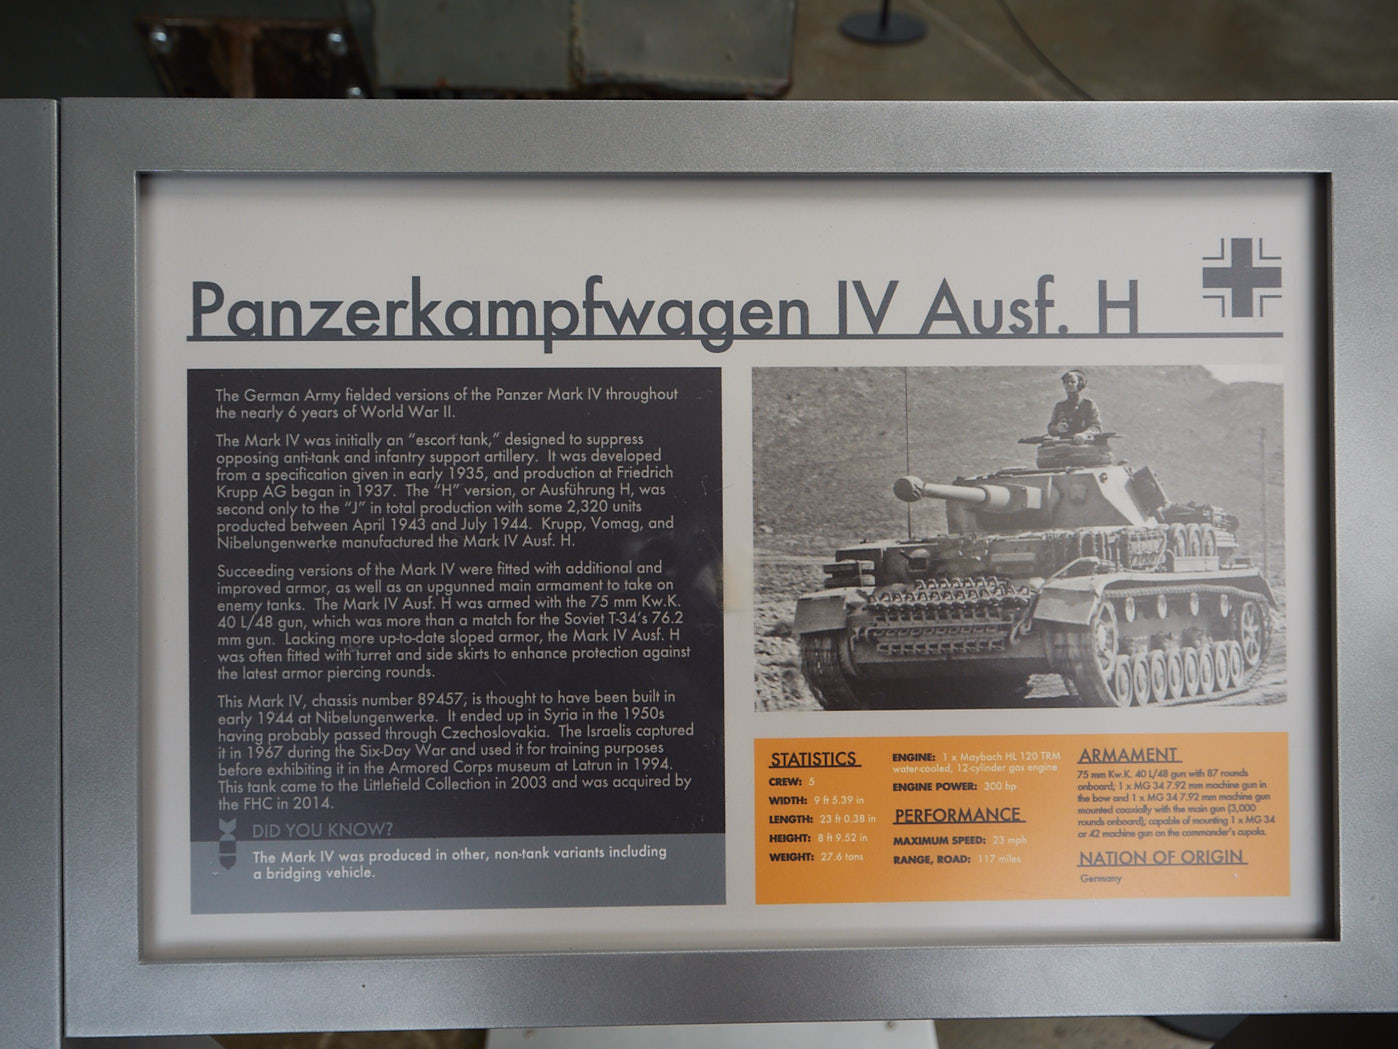 Panzerkampfwagen IV Ausf. H
The German Army fielded versions of the Panzer Mark IV throughout
the nearly 6 years of World War II.
The Mark IV was initially an “escort tank,” designed to suppress
opposing anti-tank and infantry support artillery. It was developed
from a specification given in early 1935, and production at Friedrich
Krupp AG began in 1937. The “H” version, or Ausführung H, was
second only to the “J” in total production with some 2,320 units
producted between April 1943 and July 1944. Krupp, Vomag, and
Nibelungenwerke manufactured the Mark IV Ausf. H.
Succeeding versions of the Mark IV were fitted with additional and
improved armor, as well as an upgunned main armament to take on
enemy tanks. The Mark IV Ausf. H was armed with the 75 mm Kw.K.
40 L/48 gun, which was more than a match for the Soviet T-34's 76.2
mm gun. Lacking more up-to-date sloped armor, the Mark IV Ausf. H
was often fitted with turret and side skirts to enhance protection against
the latest armor piercing rounds.
This Mark IV, chassis number 89457, is thought to have been built in
early 1944 at Nibelungenwerke. It ended up in Syria in the 1950s
having probably passed through Czechoslovakia. The Israelis captured
it in 1967 during the Six-Day War and used it for training purposes
before exhibiting it in the Armored Corps museum at Latrun in 1994.
This tank came to the Littlefield Collection in 2003 and was acquired by
the FHC in 2014.
DID YOU KNOW?
The Mark IV was produced in other, non-tank variants including
a bridging vehicle.
STATISTICS
CREW: 5
WIDTH: 9 ft 5.39 in
LENGTH: 23 ft 0.38 in
HEIGHT: 8 ft 9.52 in
WEIGHT: 27.6 tons
ENGINE: 1 x Maybach HL 120 TRM
water-cooled, 12-cylinder gas engine
ENGINE POWER: 300 hp
PERFORMANCE
MAXIMUM SPEED: 23 mph
RANGE, ROAD: 117 miles
ARMAMENT
75 mm Kw.K. 40 L/48 gun with 87 rounds
onboard; 1 x MG 34 7.92 mm machine gun in
the bow and 1 x MG 34 7.92 mm machine gun
mounted coaxially with the main gun (3,000
rounds onboard); capable of mounting 1 x MG 34
or 42 machine gun on the commander's cupola.
NATION OF ORIGIN
Germany